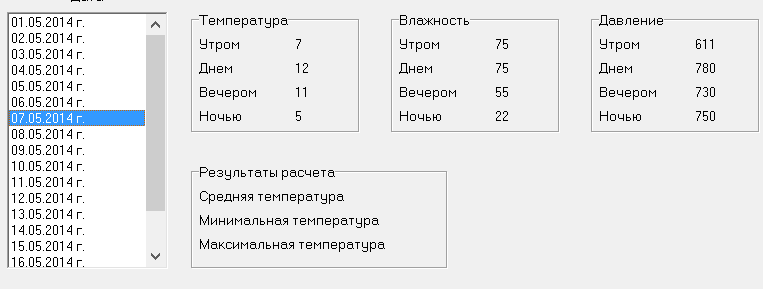 Дата
01.05.2014 г.
02.05.2014 г.
03.05.2014 г.
04.05.2014 г.
05.05.2014 г.
06.05.2014 г.
07.05.2014 г.
08.05.2014 г.
09.05.2014 г.
10.05.2014 г.
11.05.2014 г.
12.05.2014 г.
13.05.2014 г.
14.05.2014 г.
15.05.2014 г.
16.05.2014 г.
Температура
Утром 7
Днем 12
Вечером 11
Ночью 5
Влажность
Утром 75
Днем 75
Вечером 55
Ночью 22
Давление
Утром 611
Днем 780
Вечером 730
Ночью 750
Результаты расчета
Средняя температура
Минимальная температура
Максимальная температура